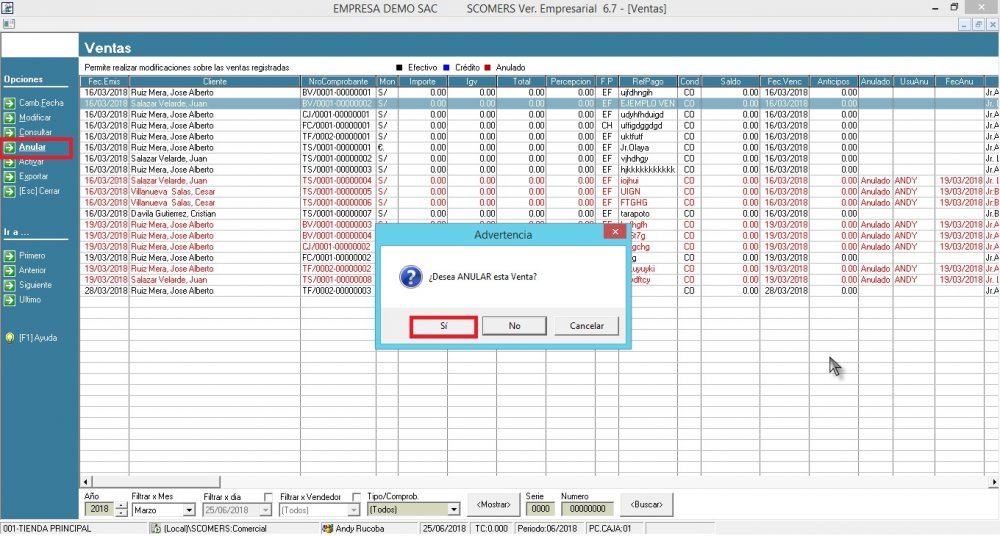 EMPRESA DEMO SAC SCOMERS Ver. Empresarial 6.7 - [Ventas]
Ventas
Permite realizar modificaciones sobre las ventas registradas
Efectivo Crédito Anulado
Opciones
Camb.Fecha
Modificar
Consultar
Anular
Activar
Exportar
[Esc] Cerrar
Ir a ...
Primero
Anterior
Siguiente
Ultimo
[F1] Ayuda
Fec.Emis Cliente NroComprobante Mon Importe Igv Total Percepcion F.P RefPago Cond Saldo Fec.Venc Anticipos Anulado UsuAnu FecAnu
16/03/2018 Ruiz Mera, Jose Alberto BV/0001-00000001 S/ 0.00 0.00 0.00 0.00 EF ujfdhngih CO 0.00 16/03/2018 0.00 Jr.A
16/03/2018 Salazar Velarde, Juan BV/0001-00000002 S/ 0.00 0.00 0.00 0.00 EF EJEMPLO VEN CO 0.00 16/03/2018 0.00
16/03/2018 Ruiz Mera, Jose Alberto CJ/0001-00000001 S/ 0.00 0.00 0.00 0.00 EF udyhfhduigd CO 0.00 16/03/2018 0.00 Jr.A
16/03/2018 Ruiz Mera, Jose Alberto FC/0001-00000001 S/ 0.00 0.00 0.00 0.00 CH CO 0.00 16/03/2018 0.00 Jr.A
16/03/2018 Ruiz Mera, Jose Alberto TF/0002-00000001 S/ 0.00 0.00 0.00 0.00 EF uktfutf CO 0.00 16/03/2018 0.00 Jr.A
16/03/2018 Ruiz Mera, Jose Alberto TS/0001-00000001 €. 0.00 0.00 0.00 0.00 EF Jr.Olaya CO 0.00 16/03/2018 0.00 Jr.A
16/03/2018 Salazar Velarde, Juan TS/0001-00000002 S/ 0.00 0.00 0.00 0.00 EF vjhdhgy CO 0.00 16/03/2018 0.00
16/03/2018 Ruiz Mera, Jose Alberto TS/0001-00000003 S/ 0.00 0.00 0.00 0.00 EF CO 0.00 16/03/2018 0.00 Jr.A
16/03/2018 Salazar Velarde, Juan TS/0001-00000004 S/ 0.00 0.00 0.00 0.00 EF iojhui CO 0.00 16/03/2018 0.00 Anulado ANDY 19/03/2018
16/03/2018 Villanueva Salas, Cesar TS/0001-00000005 S/ 0.00 0.00 0.00 0.00 EF UIGN CO 0.00 16/03/2018 0.00 Anulado ANDY 19/03/2018 Jr.B
16/03/2018 Villanueva Salas, Cesar TS/0001-00000006 S/ 0.00 0.00 0.00 0.00 EF FTGHG CO 0.00 16/03/2018 0.00 Anulado ANDY 19/03/2018 Jr.B
16/03/2018 Davila Gutierrez, Cristian TS/0001-00000007 S/ 0.00 0.00 0.00 0.00 EF tarapoto CO 0.00 16/03/2018 0.00
19/03/2018 Ruiz Mera, Jose Alberto BV/0001-00000003 CO 0.00 19/03/2018 0.00 Anulado ANDY 19/03/2018 Jr.A
19/03/2018 Ruiz Mera, Jose Alberto BV/0001-00000004 CO 0.00 19/03/2018 0.00 Anulado ANDY 19/03/2018 Jr.A
19/03/2018 Ruiz Mera, Jose Alberto CJ/0001-00000002 CO 0.00 19/03/2018 0.00 Anulado ANDY 19/03/2018 Jr.A
19/03/2018 Ruiz Mera, Jose Alberto FC/0001-00000002 CO 0.00 19/03/2018 0.00 Jr.A
19/03/2018 Ruiz Mera, Jose Alberto TF/0002-00000002 CO 0.00 19/03/2018 0.00 Anulado ANDY 19/03/2018 Jr.A
19/03/2018 Salazar Velarde, Juan TS/0001-00000008 CO 0.00 19/03/2018 0.00 Anulado ANDY 19/03/2018
28/03/2018 Ruiz Mera, Jose Alberto TF/0002-00000003 CO 0.00 28/03/2018 0.00 Jr.A
Advertencia
¿Desea ANULAR esta Venta?
Sí No Cancelar
Año Filtrar x Mes Filtrar x dia Filtrar x Vendedor Tipo/Comprob. Serie Numero
2018 Marzo 25/06/2018 (Todos) (Todos) <Mostrar> 0000 00000000 <Buscar>
001-TIENDA PRINCIPAL (Local)\SCOMERS:Comercial Andy Rucoba 25/06/2018 TC:0.000 Periodo:06/2018 PC.CAJA:01